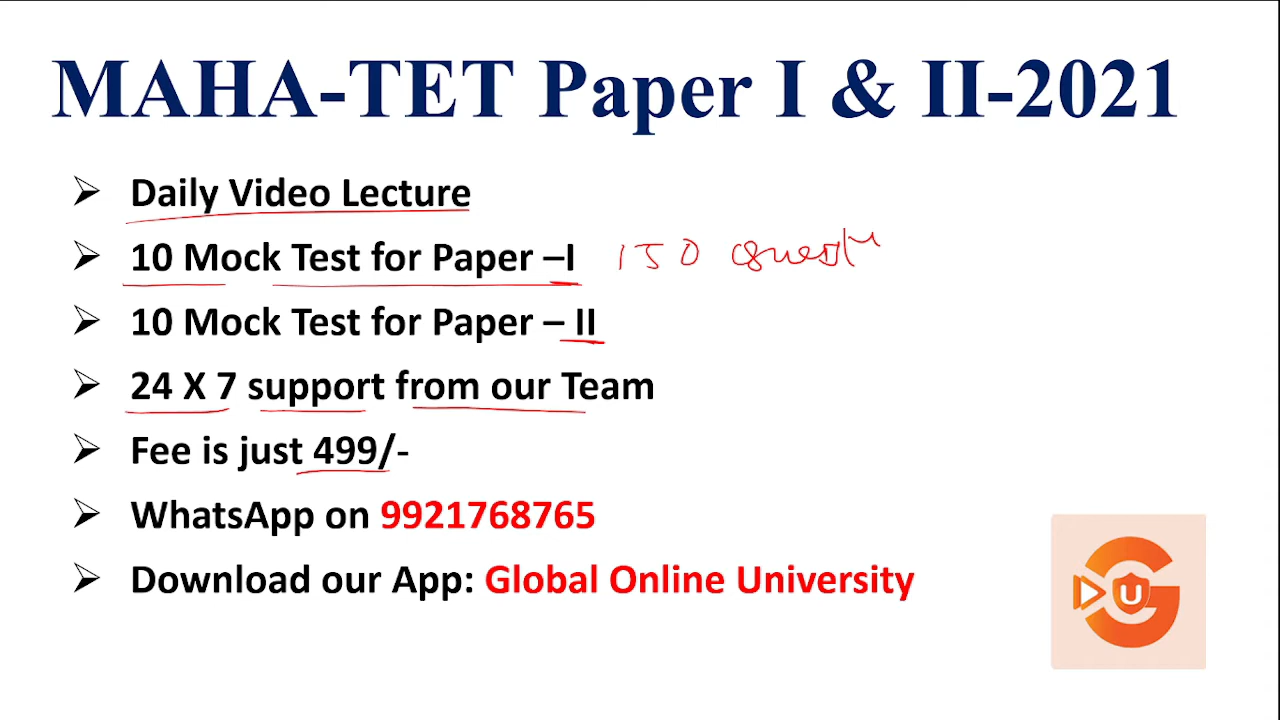 MAHA-TET Paper I & II-2021
➢ Daily Video Lecture
➢ 10 Mock Test for Paper –I 150
➢ 10 Mock Test for Paper – II
➢ 24 X 7 support from our Team
➢ Fee is just 499/-
➢ WhatsApp on 9921768765
➢ Download our App: Global Online University
U